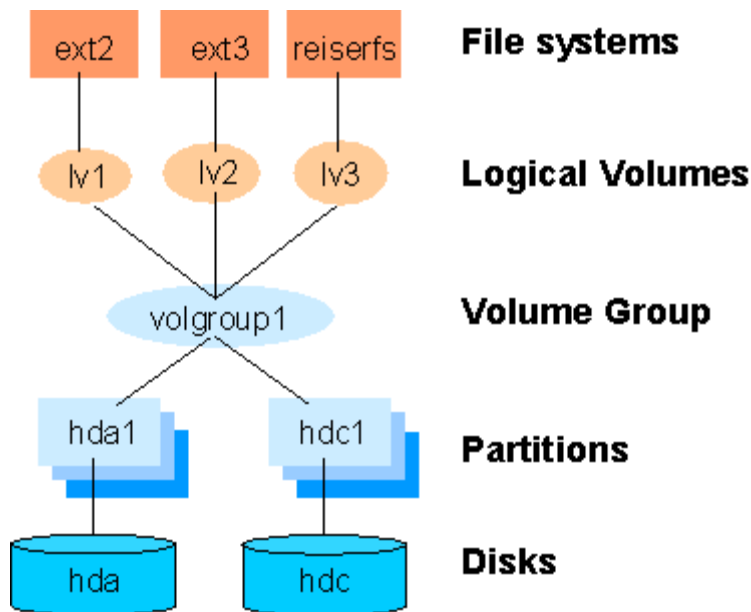 ext2 ext3 reiserfs File systems
lv1 lv2 lv3 Logical Volumes
volgroup1 Volume Group
hda1 hdc1 Partitions
hda hdc Disks